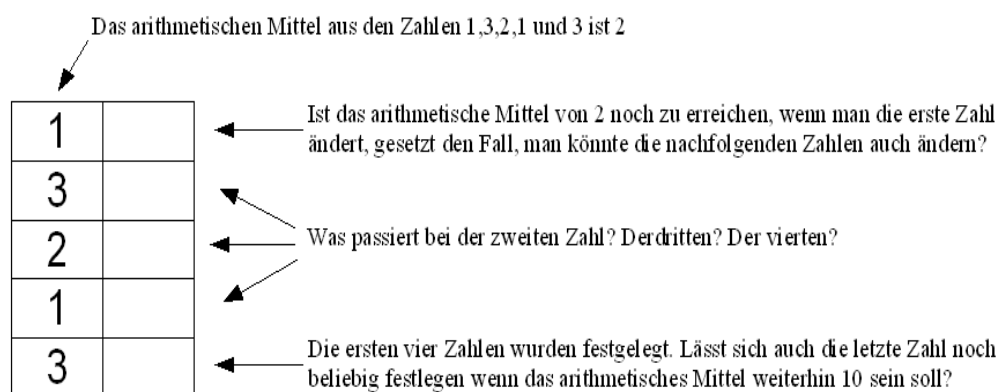 Das arithmetischen Mittel aus den Zahlen 1,3,2,1 und 3 ist 2
1
Ist das arithmetische Mittel von 2 noch zu erreichen, wenn man die erste Zahl
ändert, gesetzt den Fall, man könnte die nachfolgenden Zahlen auch ändern?
3
2
Was passiert bei der zweiten Zahl? Derdritten? Der vierten?
1
3
Die ersten vier Zahlen wurden festgelegt. Lässt sich auch die letzte Zahl noch
beliebig festlegen wenn das arithmetisches Mittel weiterhin 10 sein soll?